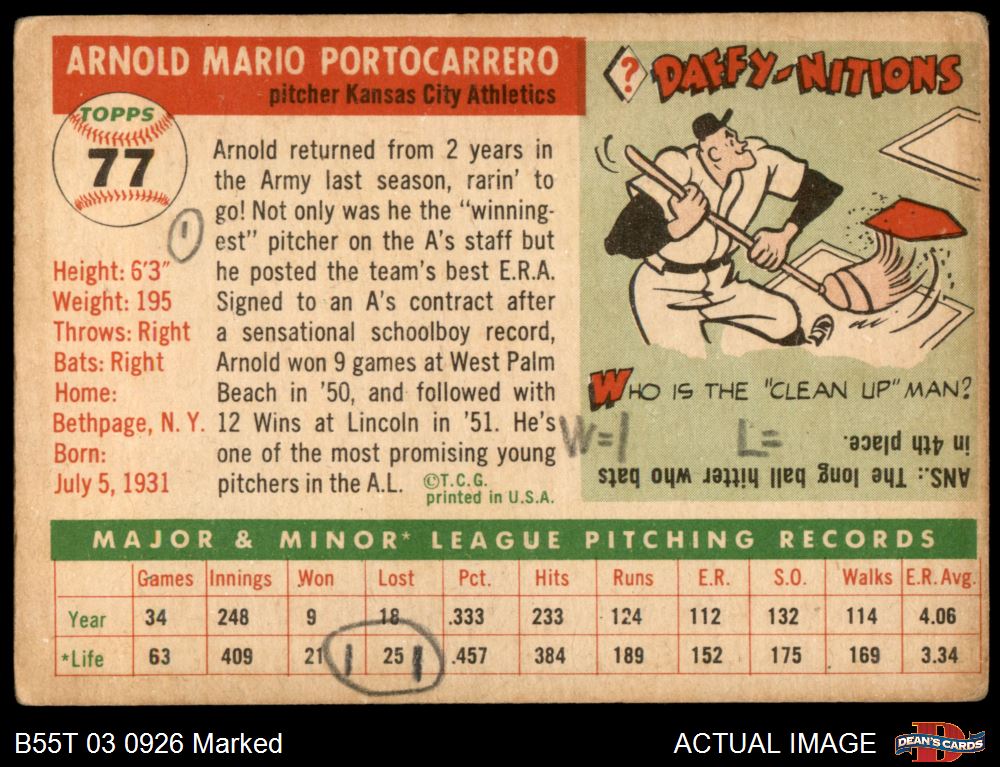 ARNOLD MARIO PORTOCARRERO
pitcher Kansas City Athletics
TOPPS
77
1
Height: 6'3"
Weight: 195
Throws: Right
Bats: Right
Home:
Bethpage, N. Y.
Born:
July 5, 1931
Arnold returned from 2 years in
the Army last season, rarin' to
go! Not only was he the "winning-
est" pitcher on the A's staff but
he posted the team's best E.R.A.
Signed to an A's contract after
a sensational schoolboy record,
Arnold won 9 games at West Palm
Beach in '50, and followed with
12 Wins at Lincoln in '51. He's
one of the most promising young
pitchers in the A.L.
©T.C.G.
printed in U.S.A.
? DAFFY-NITIONS
WHO IS THE "CLEAN UP" MAN?
W=1 L=
ANS.: The long ball hitter who bats
in 4th place.
MAJOR & MINOR* LEAGUE PITCHING RECORDS
Games Innings Won Lost Pct. Hits Runs E.R. S.O. Walks E.R. Avg.
Year 34 248 9 18 .333 233 124 112 132 114 4.06
*Life 63 409 21 1 25 1 .457 384 189 152 175 169 3.34
B55T 03 0926 Marked
ACTUAL IMAGE
D
DEAN'S CARDS